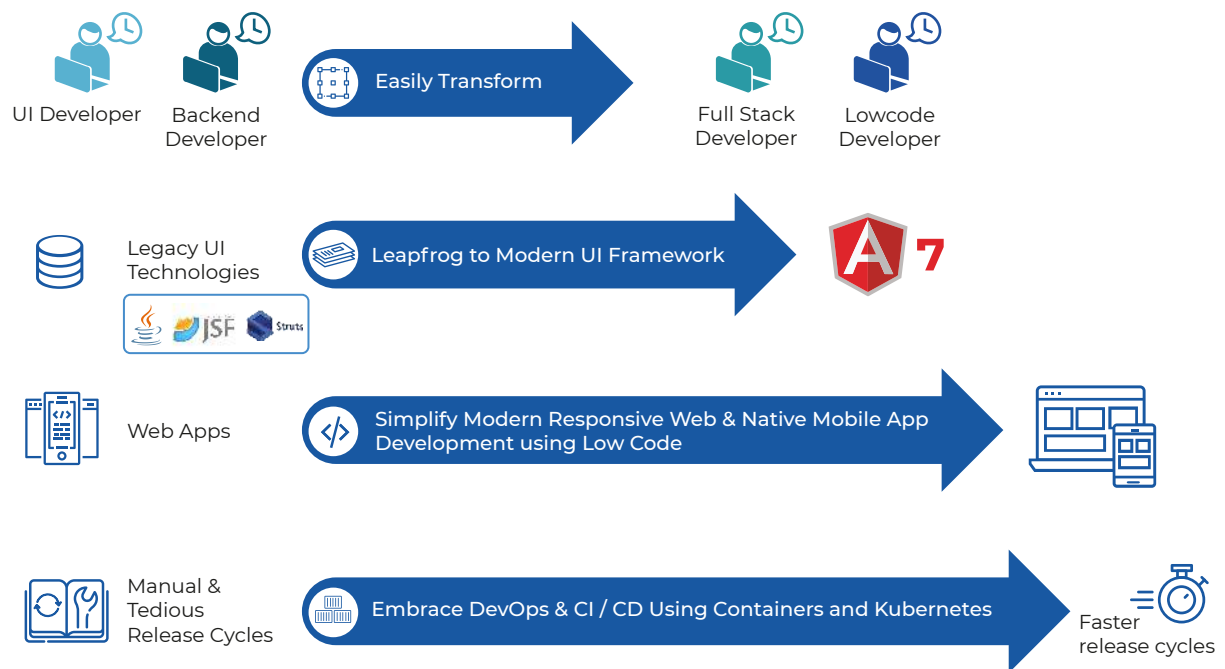 UI Developer
Backend
Developer
Easily Transform
Full Stack
Developer
Lowcode
Developer
Legacy UI
Technologies
JSF
Struts
Leapfrog to Modern UI Framework
A 7
Web Apps
</>
</>
Simplify Modern Responsive Web & Native Mobile App
Development using Low Code
Manual &
Tedious
Release Cycles
Embrace DevOps & CI / CD Using Containers and Kubernetes
Faster
release cycles